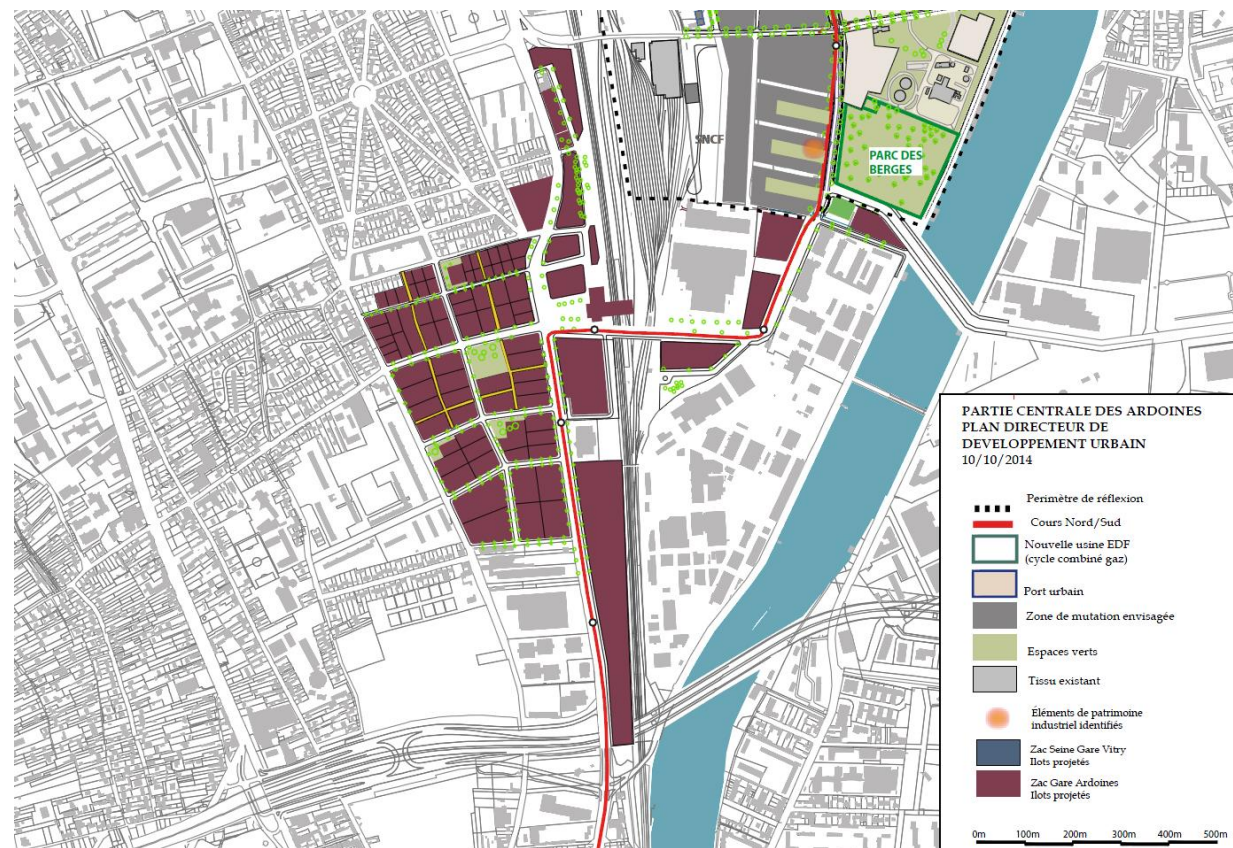 SNCF
PARC DES
BERGES
PARTIE CENTRALE DES ARDOINES
PLAN DIRECTEUR DE
DEVELOPPEMENT URBAIN
10/10/2014
Perimètre de réflexion
Cours Nord/Sud
Nouvelle usine EDF
(cycle combiné gaz)
Port urbain
Zone de mutation envisagée
Espaces verts
Tissu existant
Éléments de patrimoine
industriel identifiés
Zac Seine Gare Vitry
Ilots projetés
Zac Gare Ardoines
Ilots projetés
0m 100m 200m 300m 400m 500m